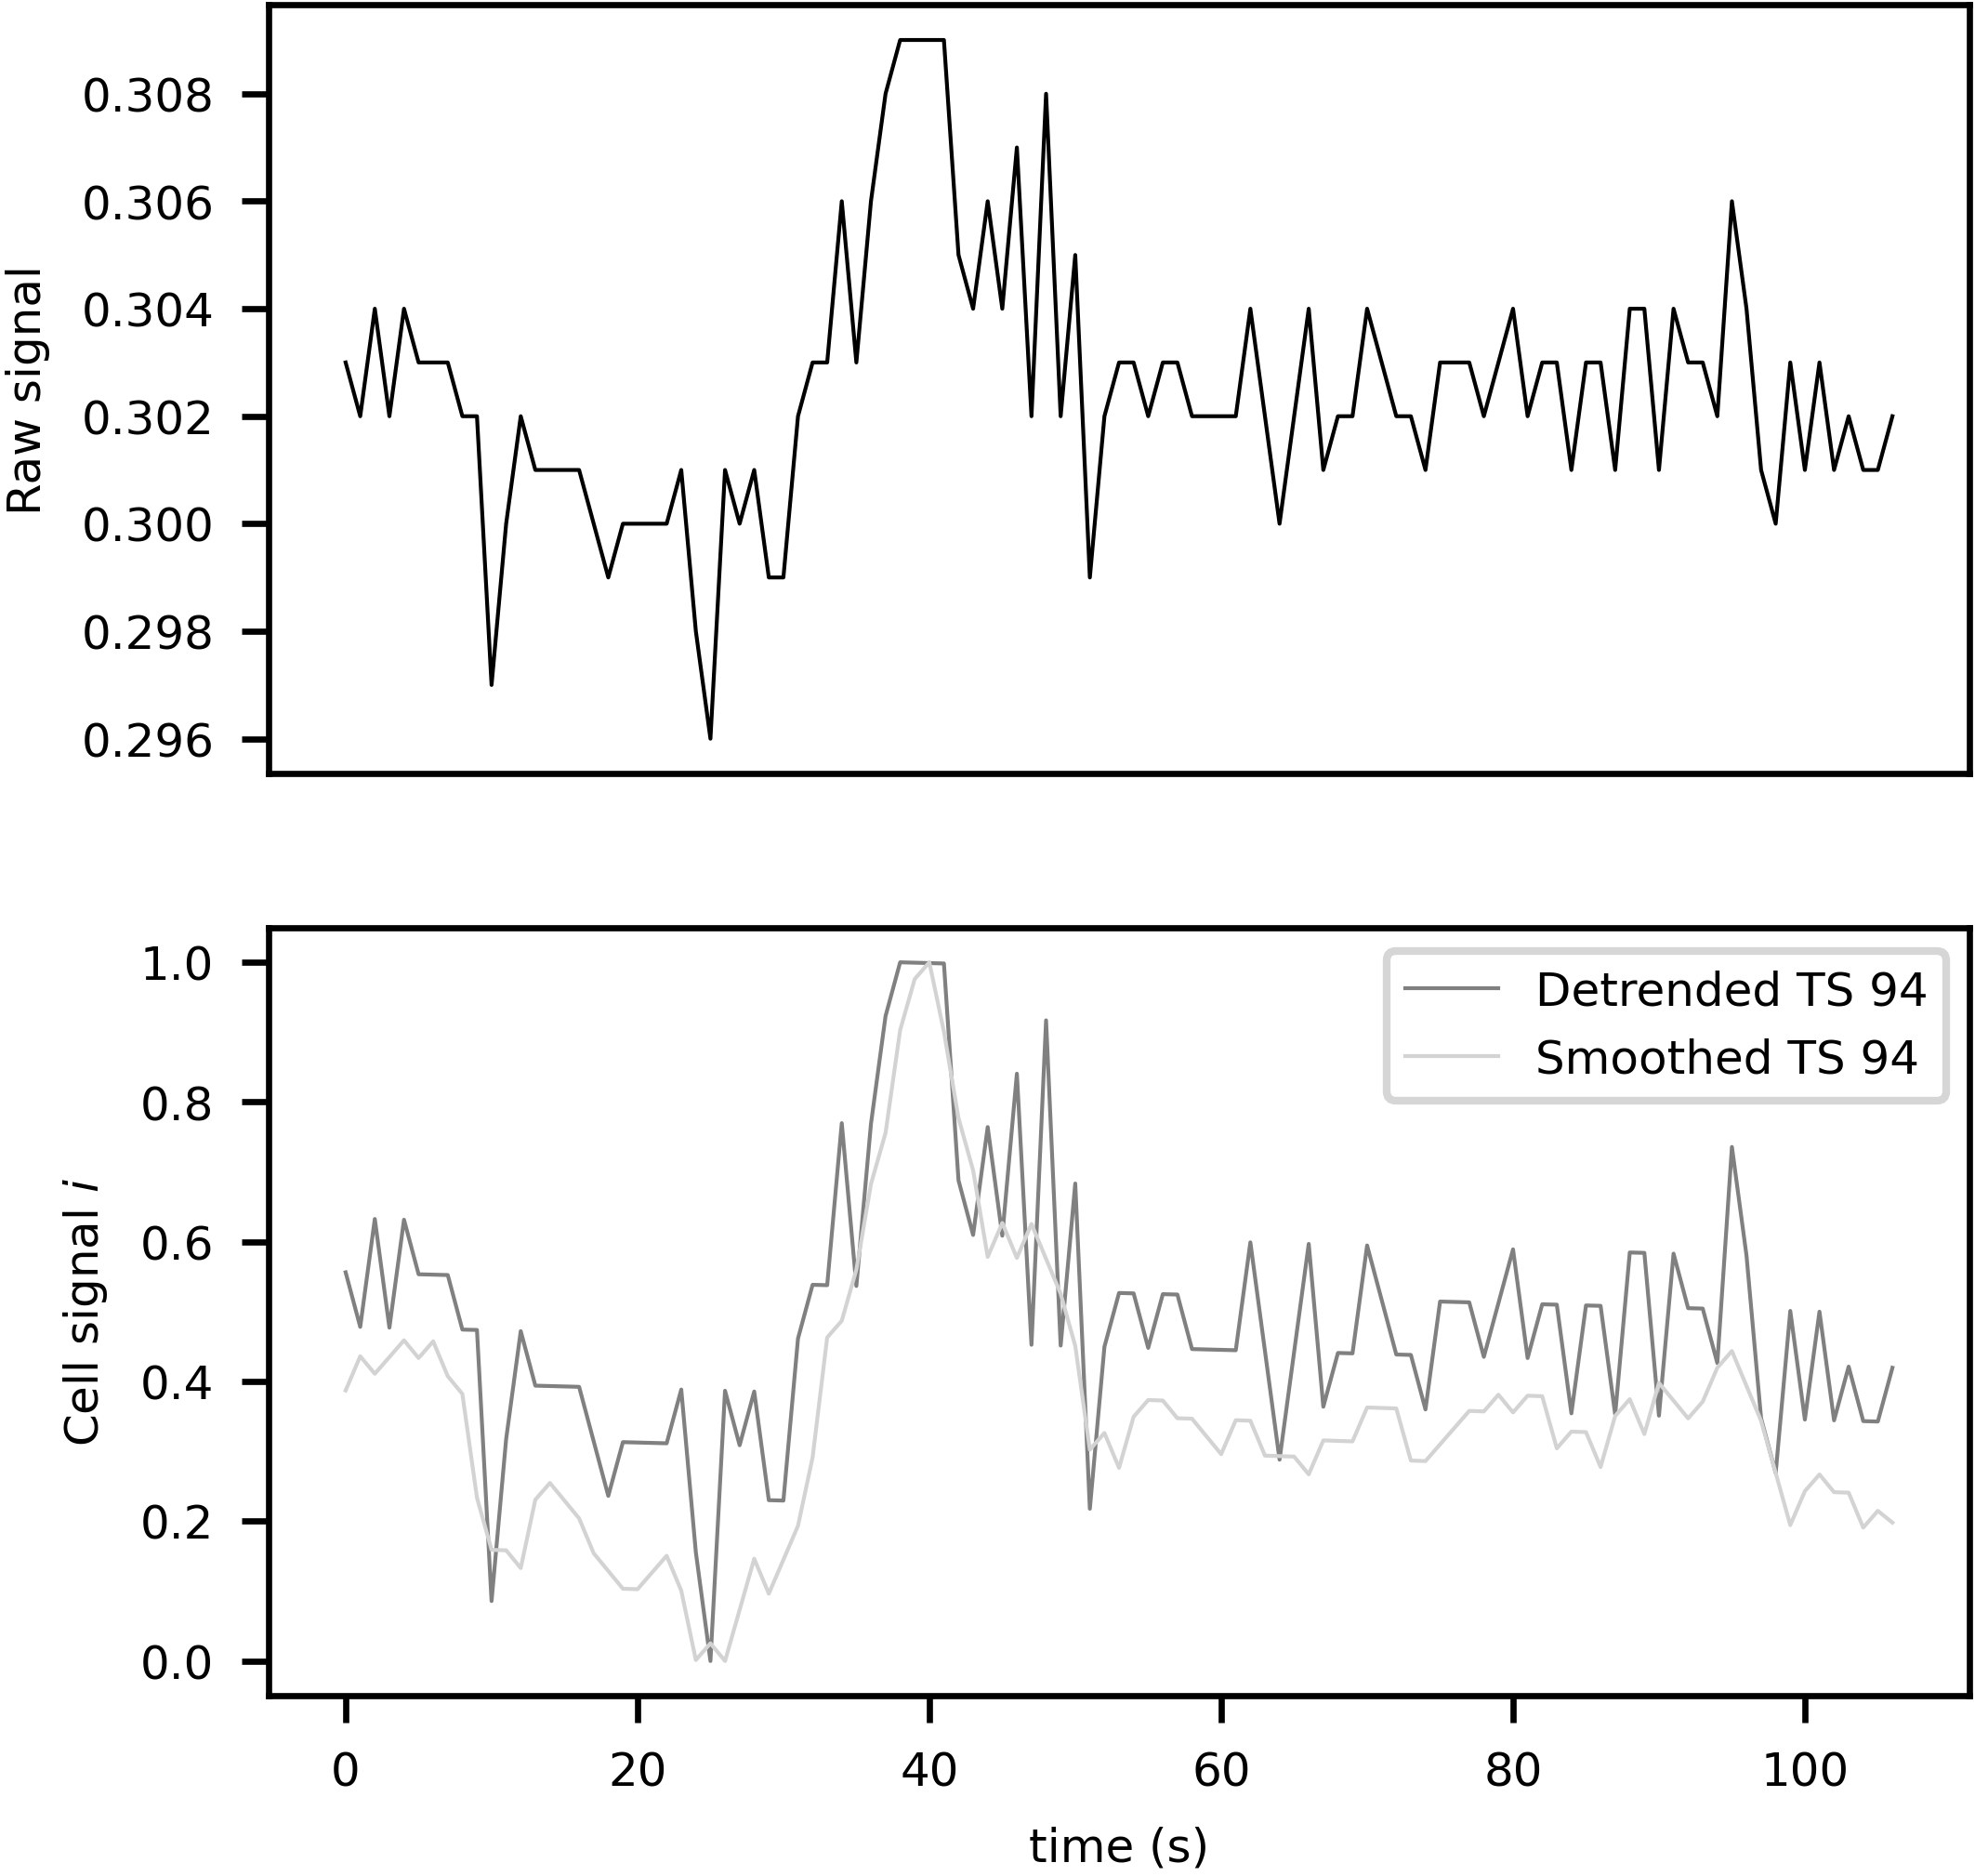 Raw signal
0.308
0.306
0.304
0.302
0.300
0.298
0.296
Cell signal i
1.0
0.8
0.6
0.4
0.2
0.0
Detrended TS 94
Smoothed TS 94
0 20 40 60 80 100
time (s)